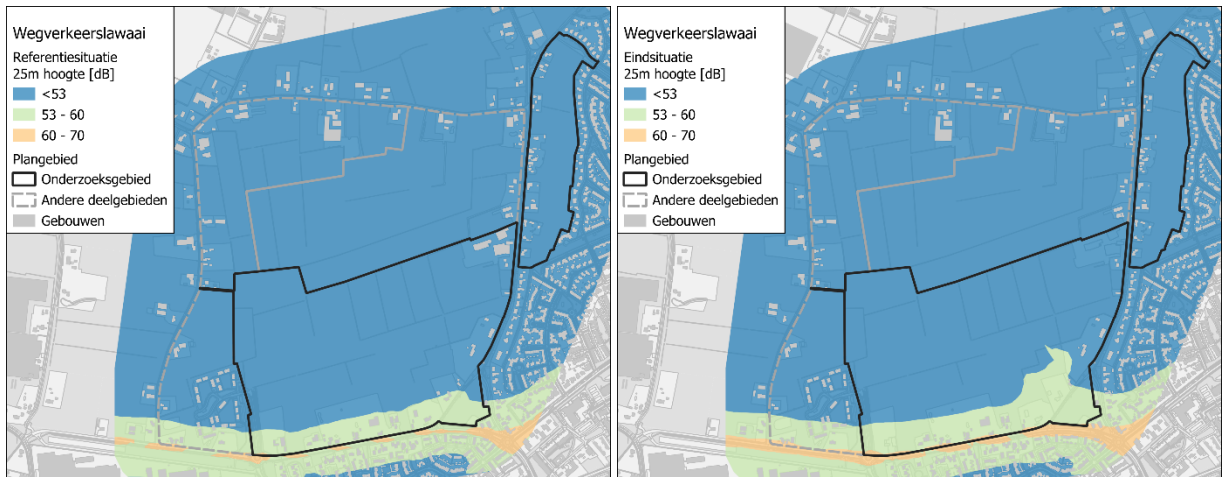 Wegverkeerslawaai
Referentiesituatie
25m hoogte [dB]
<53
53 - 60
60 - 70
Plangebied
Onderzoeksgebied
Andere deelgebieden
Gebouwen
Wegverkeerslawaai
Eindsituatie
25m hoogte [dB]
<53
53 - 60
60 - 70
Plangebied
Onderzoeksgebied
Andere deelgebieden
Gebouwen